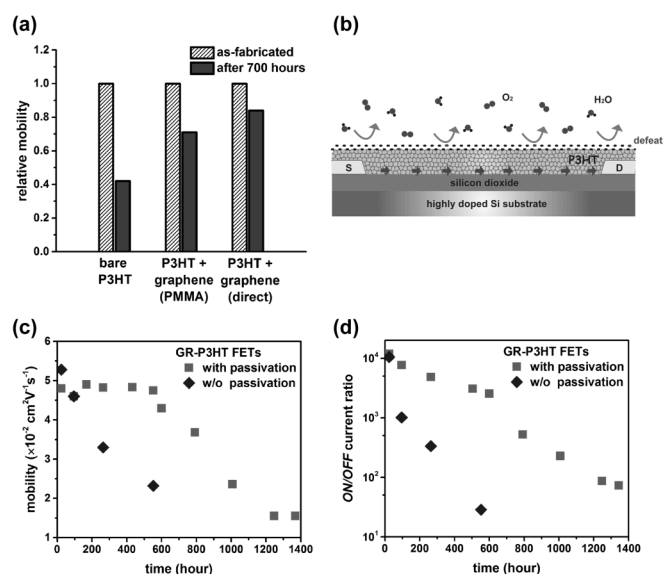 (a)
1.2
1.0
0.8
0.6
0.4
0.2
0.0
relative mobility
as-fabricated
after 700 hours
bare
P3HT
P3HT +
graphene
(PMMA)
P3HT +
graphene
(direct)
(b)
O₂
H₂O
defeat
P3HT
S
D
silicon dioxide
highly doped Si substrate
(c)
6
5
4
3
2
1
mobility (×10⁻² cm²V⁻¹s⁻¹)
GR-P3HT FETs
with passivation
w/o passivation
0 200 400 600 800 1000 1200 1400
time (hour)
(d)
10⁴
10³
10²
10¹
ON/OFF current ratio
GR-P3HT FETs
with passivation
w/o passivation
0 200 400 600 800 1000 1200 1400
time (hour)